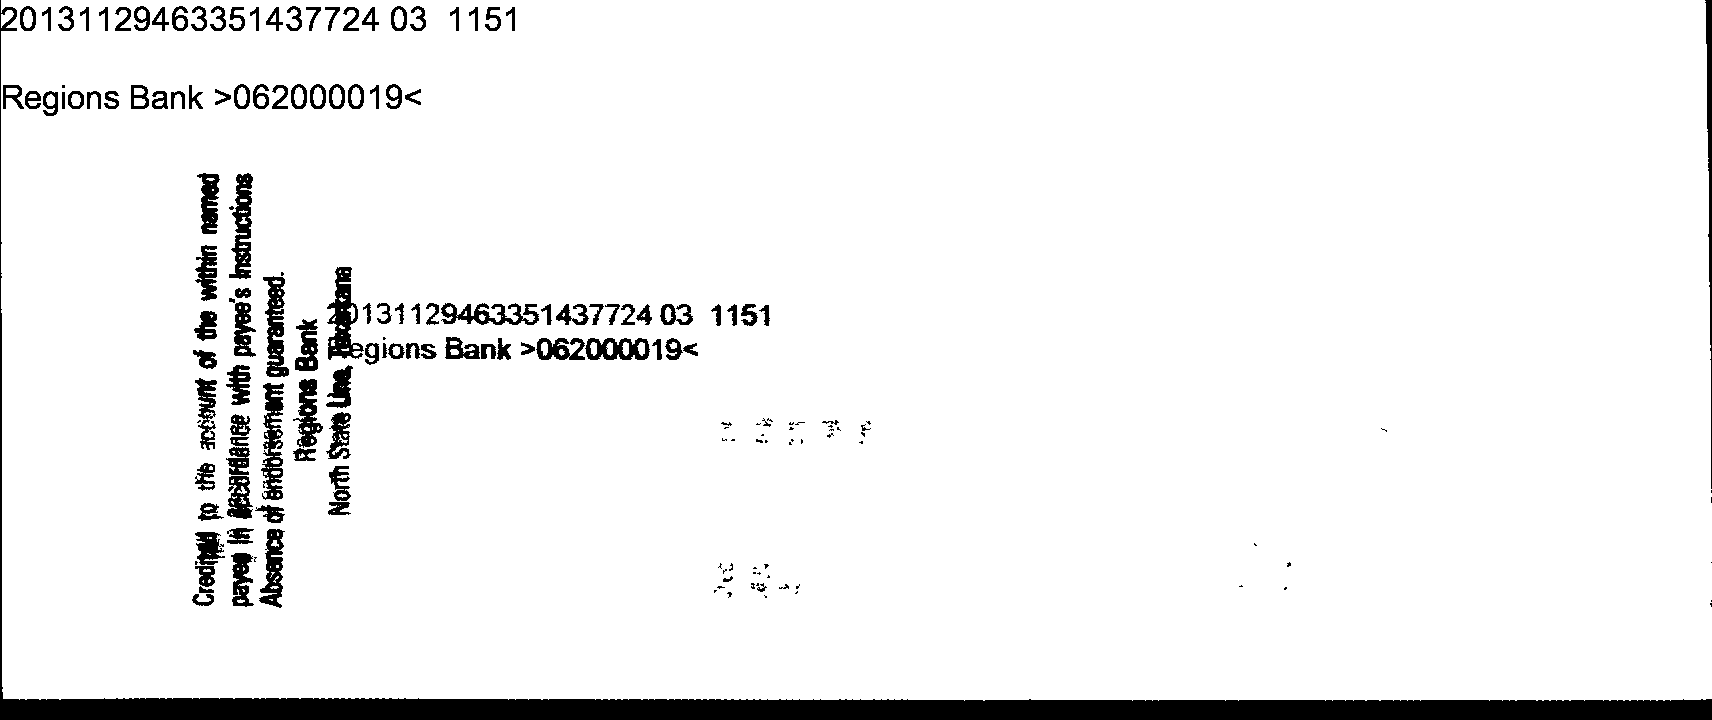 20131129463351437724 03 1151
Regions Bank >062000019<
Credited to the account of the within named
payee in accordance with payee's instructions
Absence of endorsement guaranteed.
Regions Bank
North State Line, Texarkana
20131129463351437724 03 1151
Regions Bank >062000019<